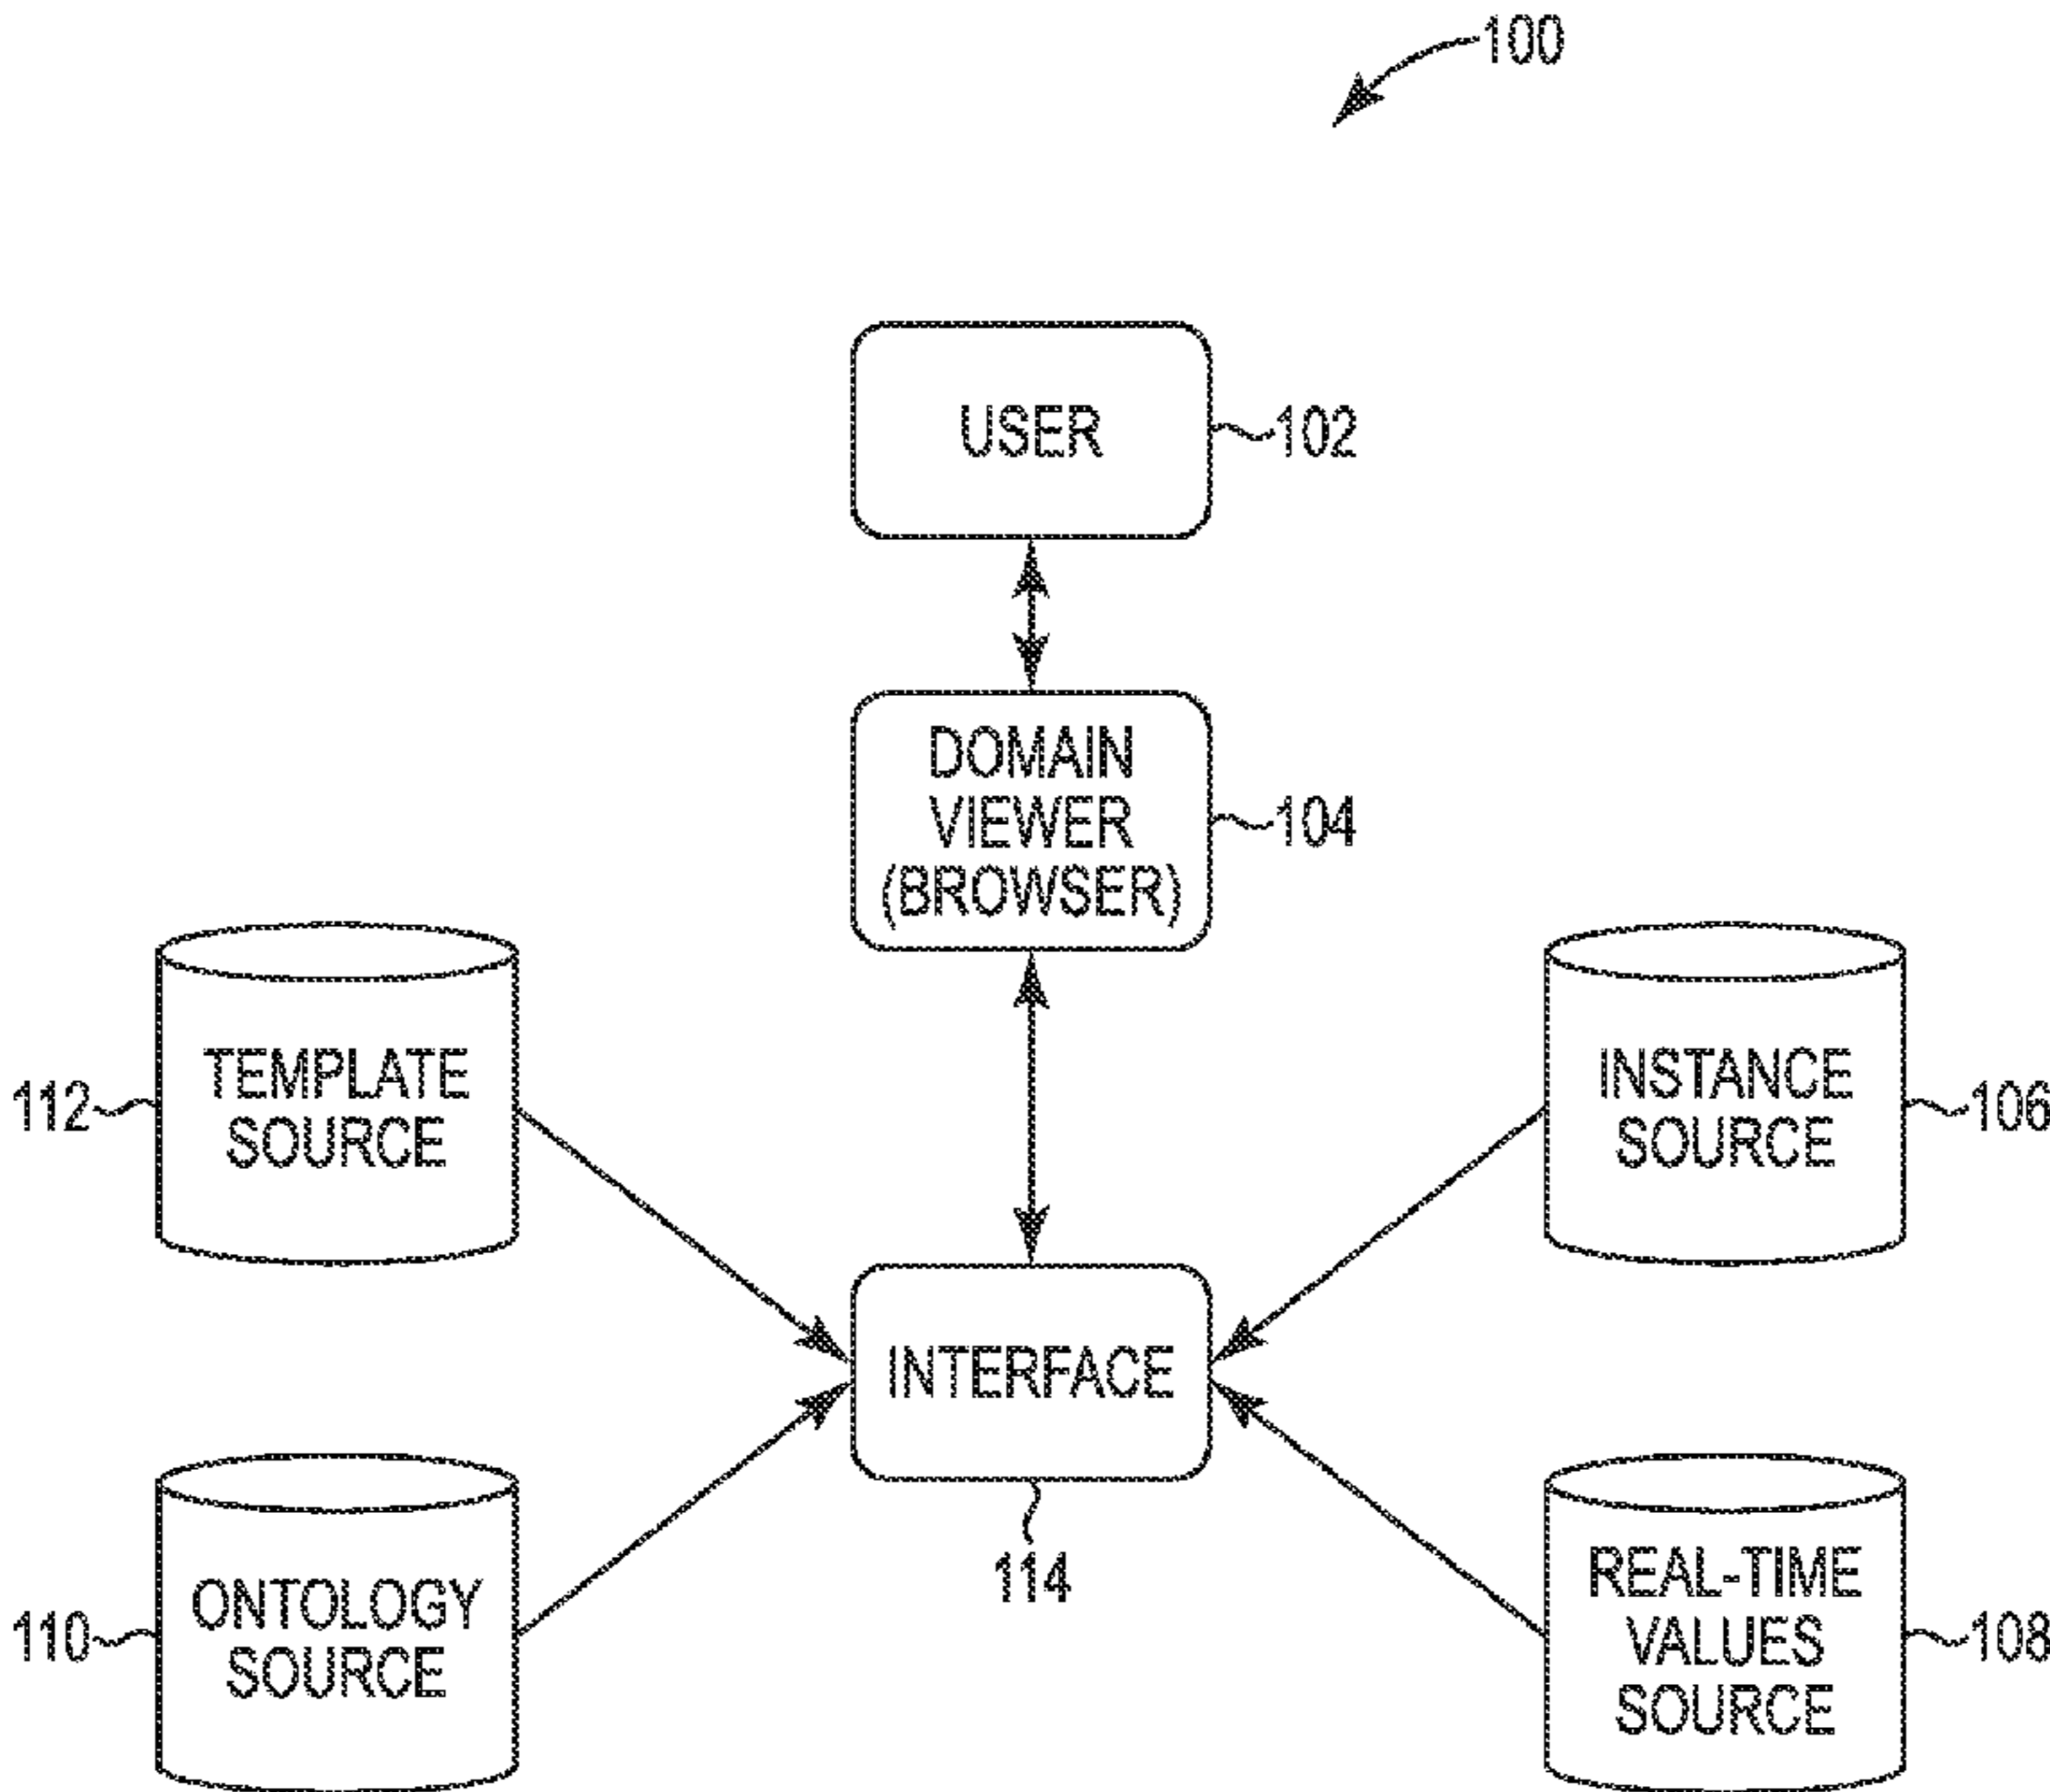 100
USER
102
DOMAIN
VIEWER
(BROWSER)
104
TEMPLATE
SOURCE
112
INSTANCE
SOURCE
106
INTERFACE
114
ONTOLOGY
SOURCE
110
REAL-TIME
VALUES
SOURCE
108